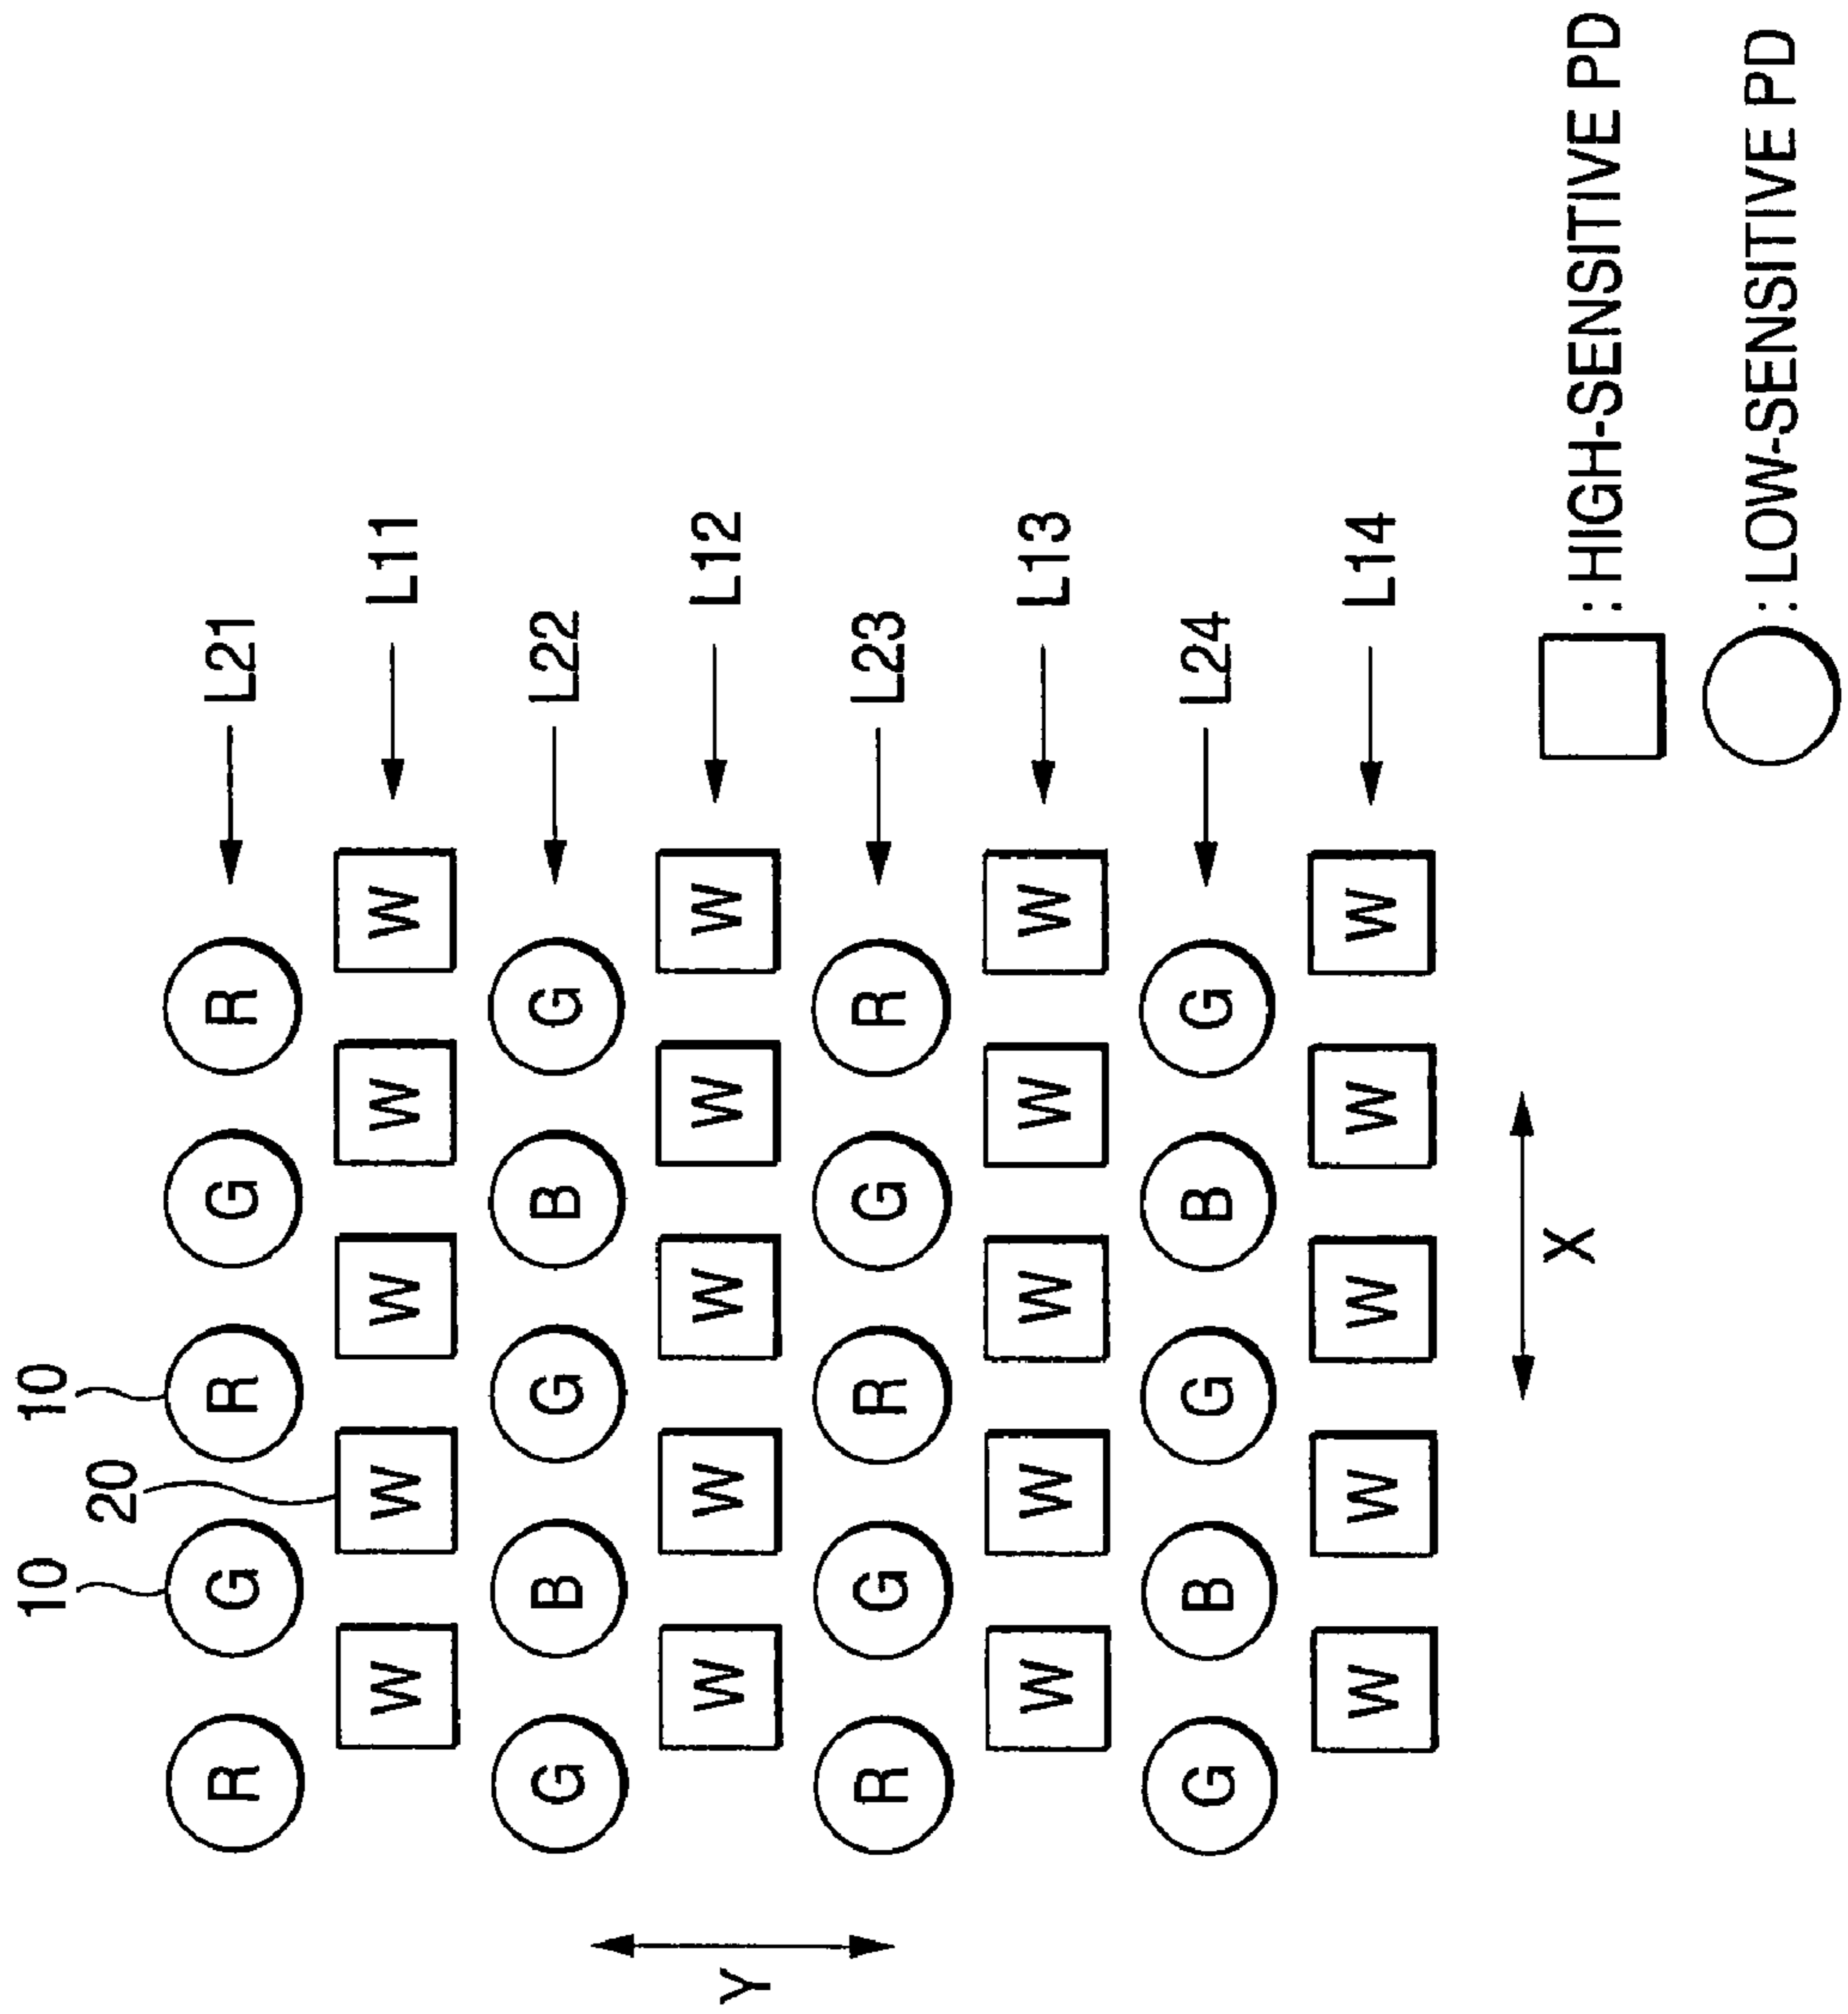 10 10
20
R G R G R L21
W W W W W L11
G B G B G L22
W W W W W L12
Y
R G R G R L23
W W W W W L13
G B G B G L24
W W W W W L14
X
: HIGH-SENSITIVE PD
: LOW-SENSITIVE PD